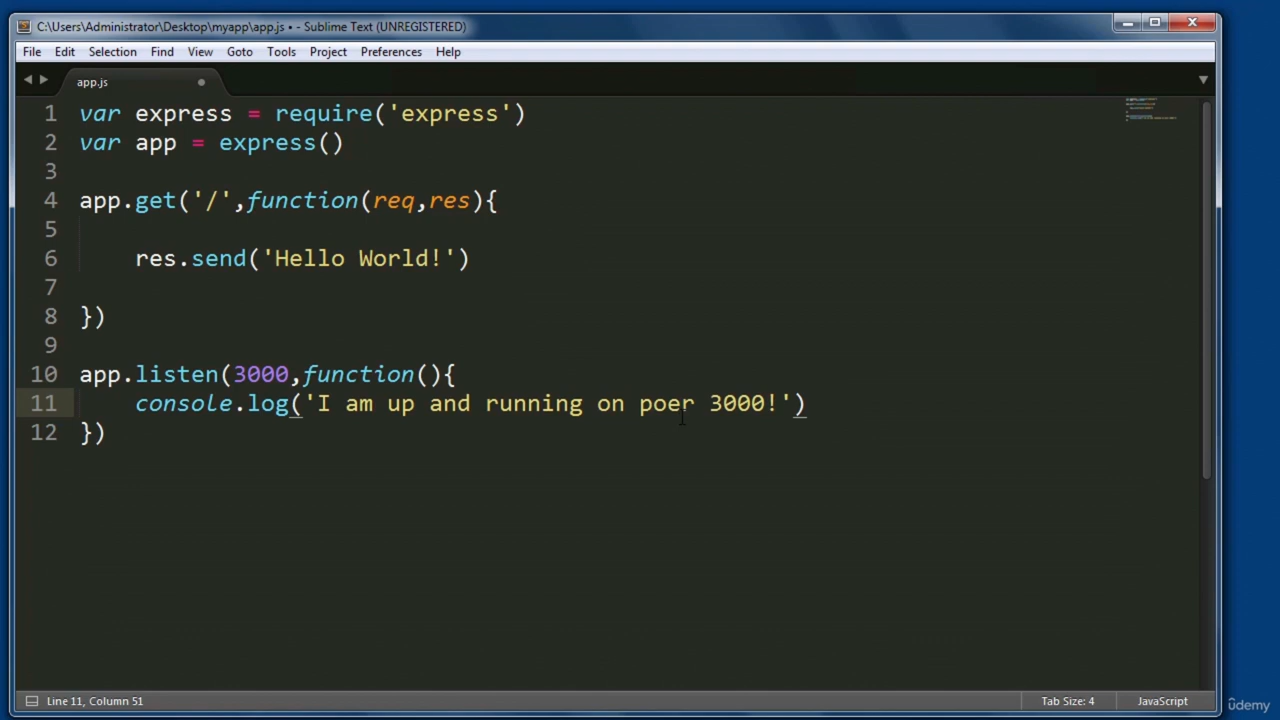 C:\Users\Administrator\Desktop\myapp\app.js • - Sublime Text (UNREGISTERED)
File Edit Selection Find View Goto Tools Project Preferences Help
app.js
1 var express = require('express')
2 var app = express()
3
4 app.get('/',function(req,res){
5
6 res.send('Hello World!')
7
8 })
9
10 app.listen(3000,function(){
11 console.log('I am up and running on poer 3000!')
12 })
Line 11, Column 51 Tab Size: 4 JavaScript
ûdemy